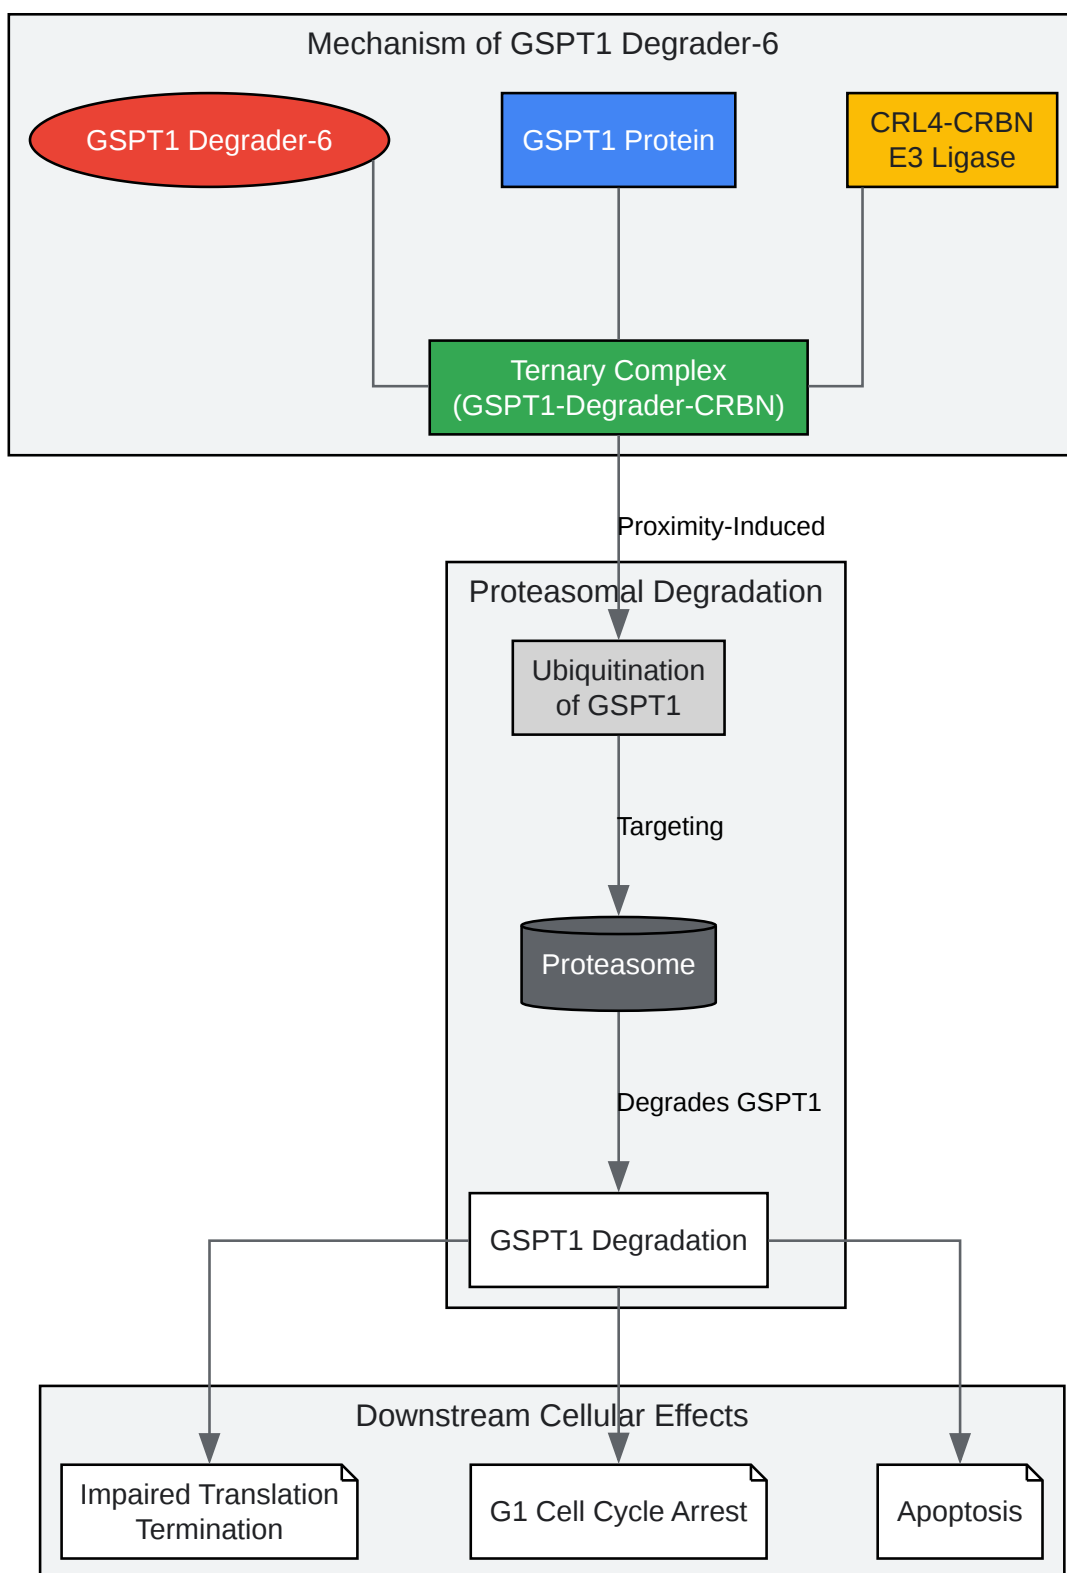 Mechanism of GSPT1 Degrader-6
GSPT1 Degrader-6
GSPT1 Protein
CRL4-CRBN
E3 Ligase
Ternary Complex
(GSPT1-Degrader-CRBN)
Proximity-Induced
Proteasomal Degradation
Ubiquitination
of GSPT1
Targeting
Proteasome
Degrades GSPT1
GSPT1 Degradation
Downstream Cellular Effects
Impaired Translation
Termination
G1 Cell Cycle Arrest
Apoptosis